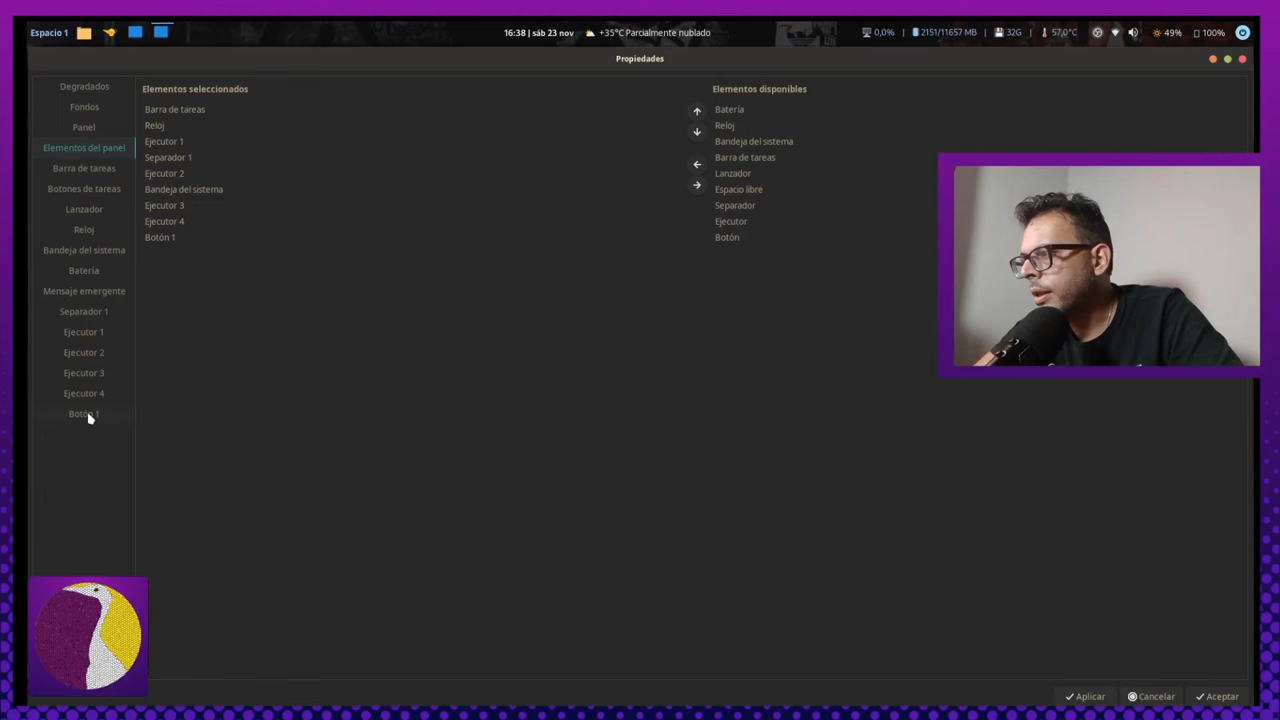 Espacio 1
16:38 | sáb 23 nov
+35°C Parcialmente nublado
0,0% | 2151/11657 MB | 32G | 57,0°C
49%
100%
Propiedades
Degradados
Fondos
Panel
Elementos del panel
Barra de tareas
Botones de tareas
Lanzador
Reloj
Bandeja del sistema
Batería
Mensaje emergente
Separador 1
Ejecutor 1
Ejecutor 2
Ejecutor 3
Ejecutor 4
Botón 1
Elementos seleccionados
Barra de tareas
Reloj
Ejecutor 1
Separador 1
Ejecutor 2
Bandeja del sistema
Ejecutor 3
Ejecutor 4
Botón 1
Elementos disponibles
Batería
Reloj
Bandeja del sistema
Barra de tareas
Lanzador
Espacio libre
Separador
Ejecutor
Botón
Aplicar
Cancelar
Aceptar